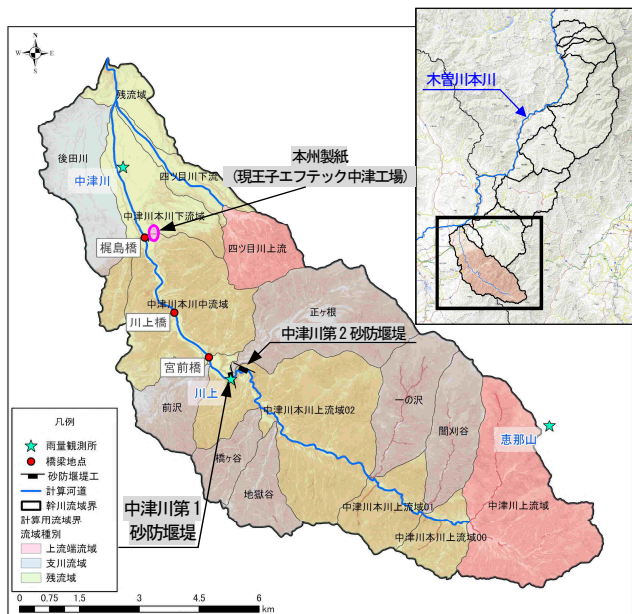 N
W
E
S
木曽川本川
残流域
後田川
中津川
四ツ目川下流
本州製紙
(現王子エフテック中津工場)
中津川本川下流域
梶島橋
四ツ目川上流
中津川本川中流域
川上橋
正ヶ根
中津川第2砂防堰堤
宮前橋
川上
前沢
中津川本川上流域02
一の沢
闇刈谷
恵那山
橋ヶ谷
地獄谷
中津川第1
砂防堰堤
中津川本川上流域01
中津川上流域
中津川本川上流域00
凡例
雨量観測所
橋梁地点
砂防堰堤工
計算河道
幹川流域界
計算用流域界
流域種別
上流端流域
支川流域
残流域
0 0.75 1.5 3 4.5 6
km